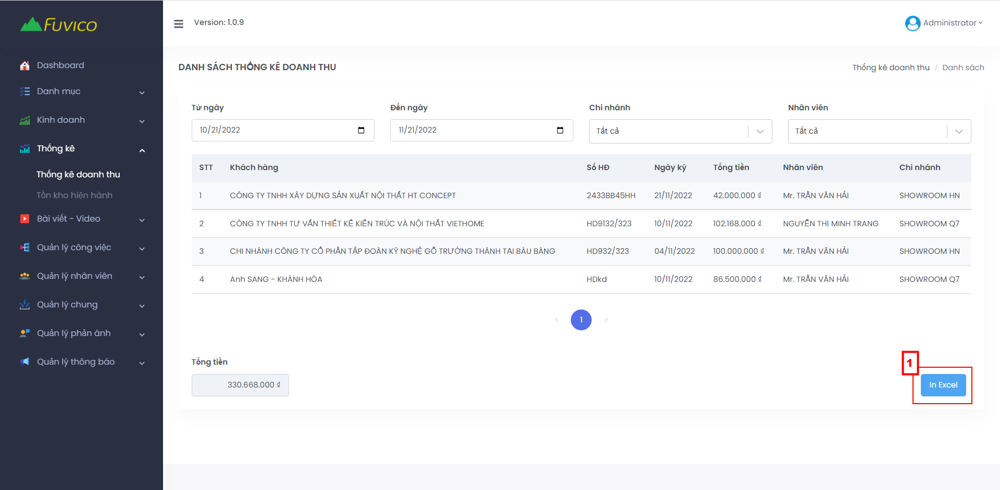 FUVICO
Version: 1.0.9
Administrator
Dashboard
Danh mục
Kinh doanh
Thống kê
Thống kê doanh thu
Tồn kho hiện hành
Bài viết - Video
Quản lý công việc
Quản lý nhân viên
Quản lý chung
Quản lý phản ánh
Quản lý thông báo
DANH SÁCH THỐNG KÊ DOANH THU
Thống kê doanh thu / Danh sách
Từ ngày Đến ngày Chi nhánh Nhân viên
10/21/2022 11/21/2022 Tất cả Tất cả
STT Khách hàng Số HĐ Ngày ký Tổng tiền Nhân viên Chi nhánh
1 CÔNG TY TNHH XÂY DỰNG SẢN XUẤT NỘI THẤT HT CONCEPT 2433BB45HH 21/11/2022 42.000.000 ₫ Mr. TRẦN VĂN HẢI SHOWROOM HN
2 CÔNG TY TNHH TƯ VẤN THIẾT KẾ KIẾN TRÚC VÀ NỘI THẤT VIETHOME HD9132/323 10/11/2022 102.168.000 ₫ NGUYỄN THỊ MINH TRANG SHOWROOM Q7
3 CHI NHÁNH CÔNG TY CỔ PHẦN TẬP ĐOÀN KỸ NGHỆ GỖ TRƯỜNG THÀNH TẠI BÀU BÀNG HD932/323 04/11/2022 100.000.000 ₫ Mr. TRẦN VĂN HẢI SHOWROOM HN
4 Anh SANG - KHÁNH HÒA HDkd 10/11/2022 86.500.000 ₫ Mr. TRẦN VĂN HẢI SHOWROOM Q7
< 1 >
Tổng tiền
330.668.000 ₫
1
In Excel